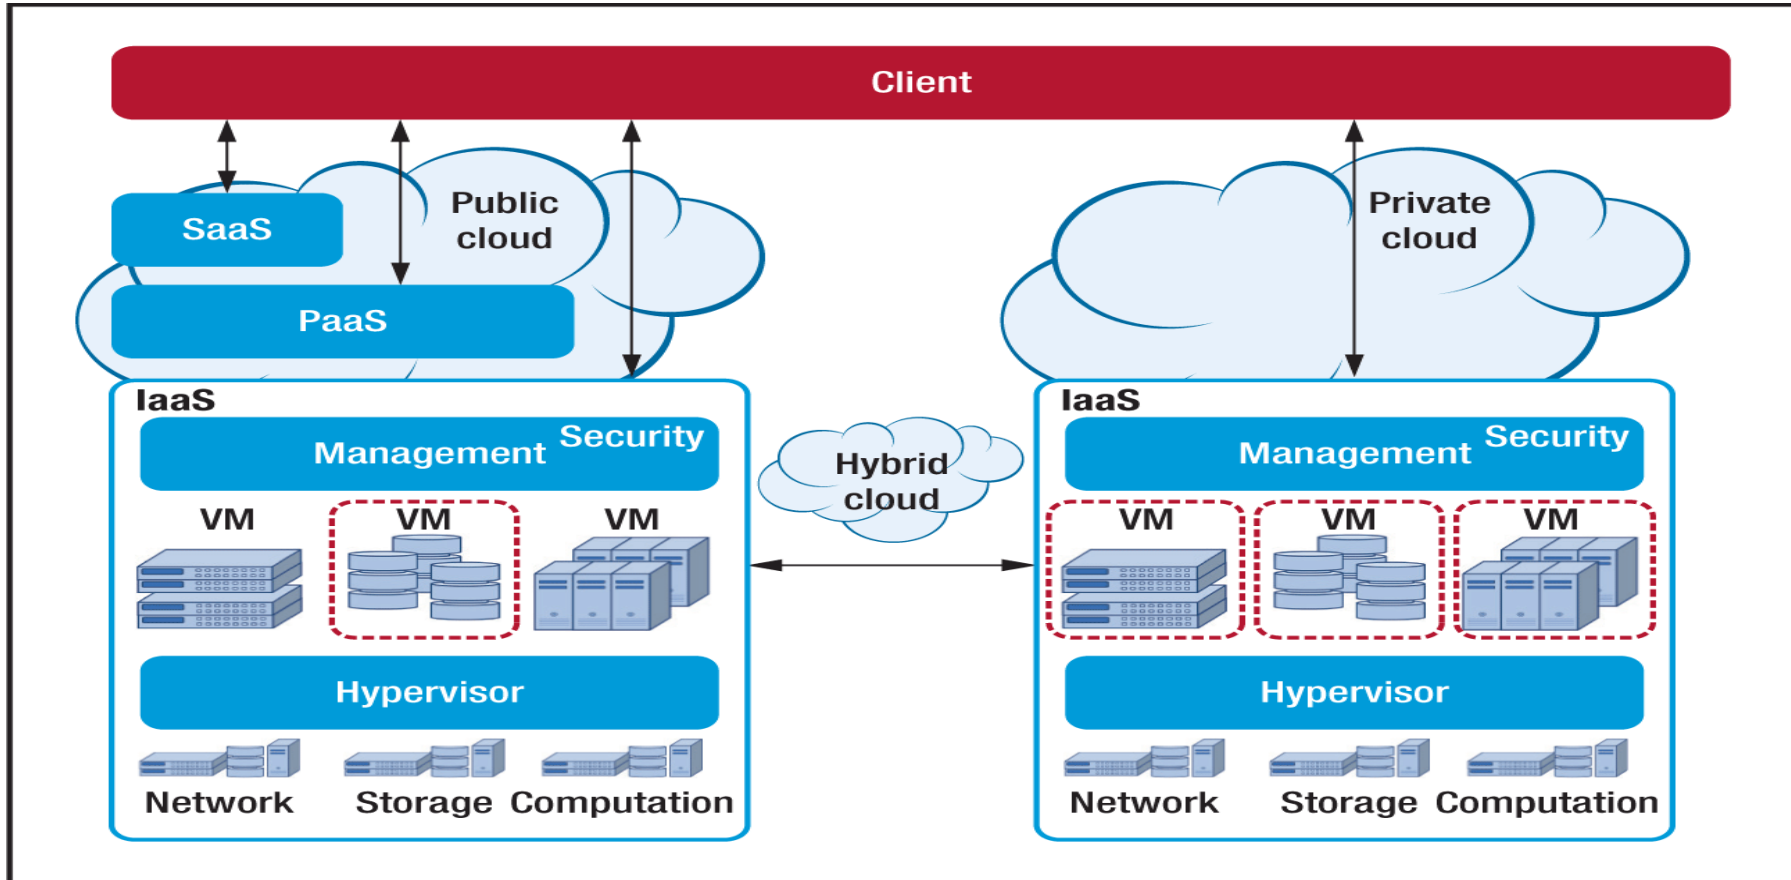 Client
Public
cloud
SaaS
PaaS
Private
cloud
IaaS
Management
Security
VM
VM
VM
Hypervisor
Network
Storage
Computation
Hybrid
cloud
IaaS
Management
Security
VM
VM
VM
Hypervisor
Network
Storage
Computation